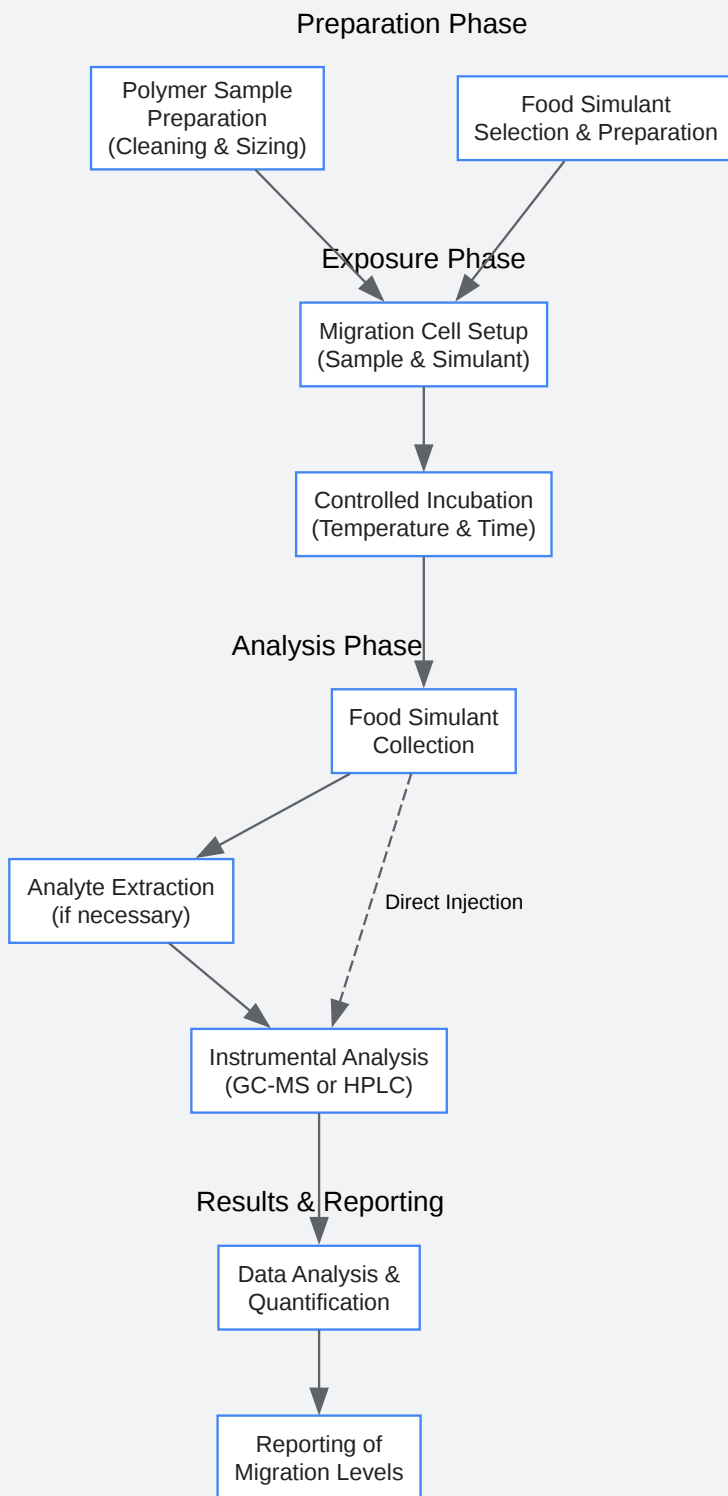 Preparation Phase
Polymer Sample
Preparation
(Cleaning & Sizing)
Food Simulant
Selection & Preparation
Exposure Phase
Migration Cell Setup
(Sample & Simulant)
Controlled Incubation
(Temperature & Time)
Analysis Phase
Food Simulant
Collection
Analyte Extraction
(if necessary)
Direct Injection
Instrumental Analysis
(GC-MS or HPLC)
Results & Reporting
Data Analysis &
Quantification
Reporting of
Migration Levels